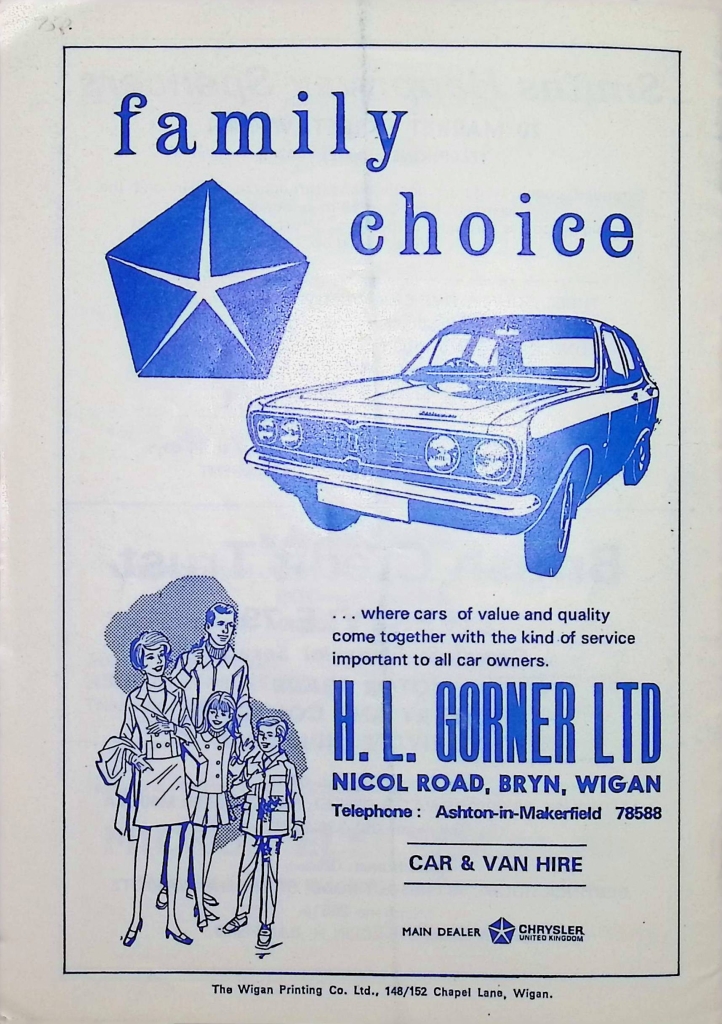 family
choice
... where cars of value and quality
come together with the kind of service
important to all car owners.
H. L. GORNER LTD
NICOL ROAD, BRYN, WIGAN
Telephone : Ashton-in-Makerfield 78588
CAR & VAN HIRE
MAIN DEALER CHRYSLER
UNITED KINGDOM
The Wigan Printing Co. Ltd., 148/152 Chapel Lane, Wigan.